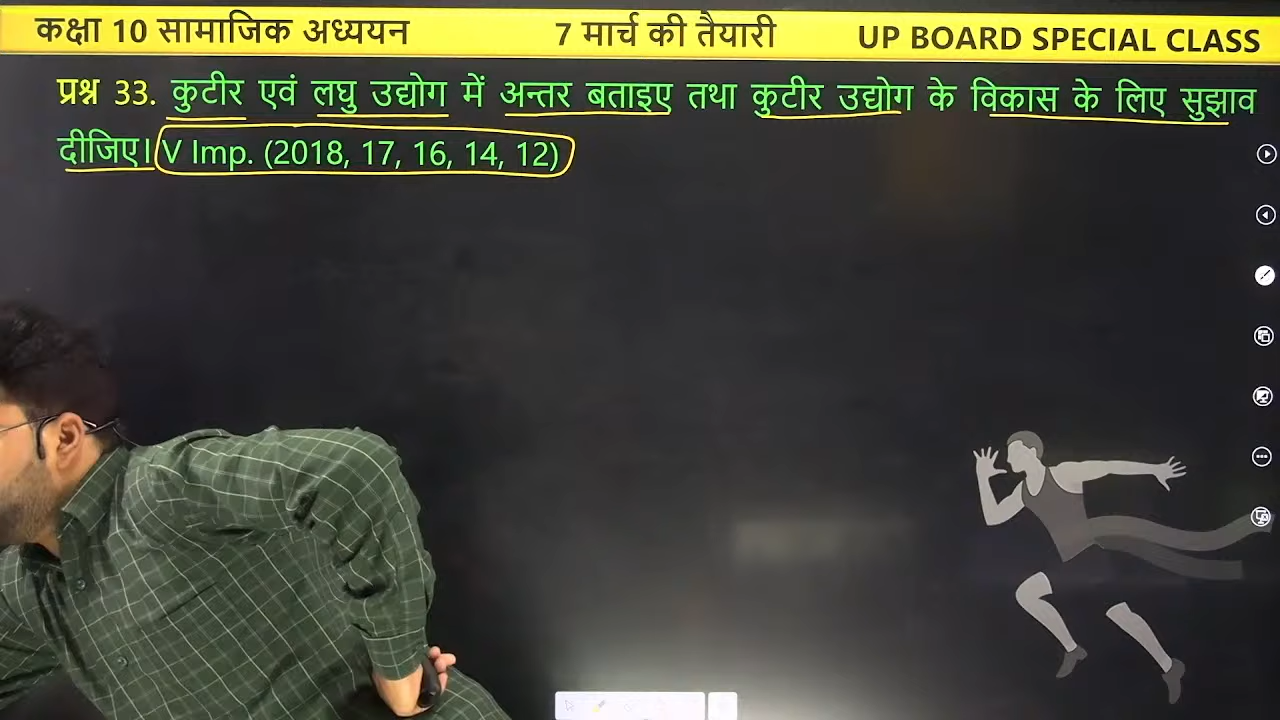 कक्षा 10 सामाजिक अध्ययन 7 मार्च की तैयारी UP BOARD SPECIAL CLASS
प्रश्न 33. कुटीर एवं लघु उद्योग में अन्तर बताइए तथा कुटीर उद्योग के विकास के लिए सुझाव
दीजिए। V Imp. (2018, 17, 16, 14, 12)